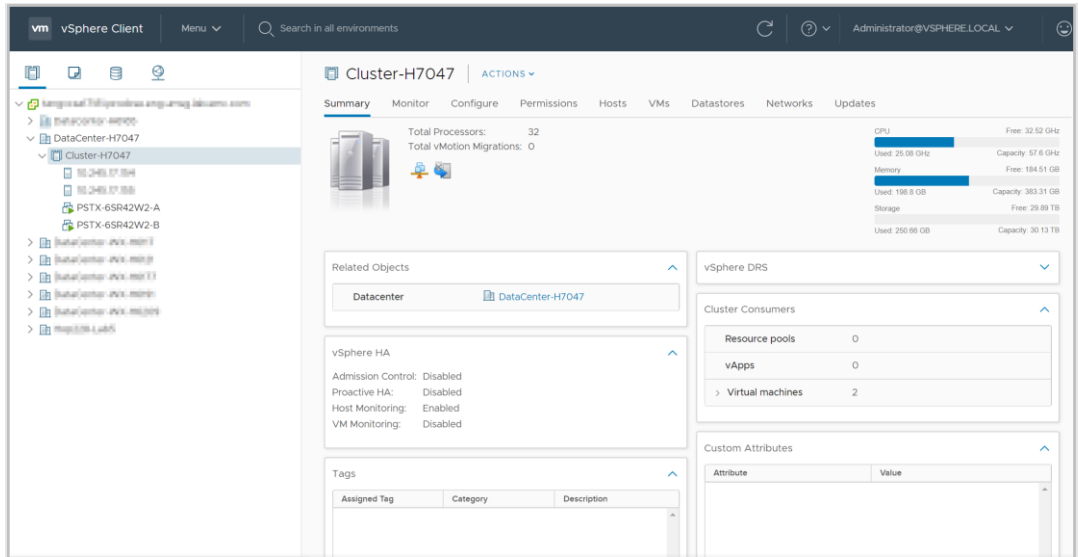 vm vSphere Client Menu Search in all environments Administrator@VSPHERE.LOCAL
DataCenter-H7047
Cluster-H7047
PSTX-6SR42W2-A
PSTX-6SR42W2-B
Cluster-H7047 ACTIONS
Summary Monitor Configure Permissions Hosts VMs Datastores Networks Updates
Total Processors: 32
Total vMotion Migrations: 0
CPU Free: 32.52 GHz
Used: 25.08 GHz Capacity: 57.6 GHz
Memory Free: 184.51 GB
Used: 198.8 GB Capacity: 383.31 GB
Storage Free: 29.89 TB
Used: 250.66 GB Capacity: 30.13 TB
Related Objects
Datacenter DataCenter-H7047
vSphere HA
Admission Control: Disabled
Proactive HA: Disabled
Host Monitoring: Enabled
VM Monitoring: Disabled
Tags
Assigned Tag Category Description
vSphere DRS
Cluster Consumers
Resource pools 0
vApps 0
Virtual machines 2
Custom Attributes
Attribute Value